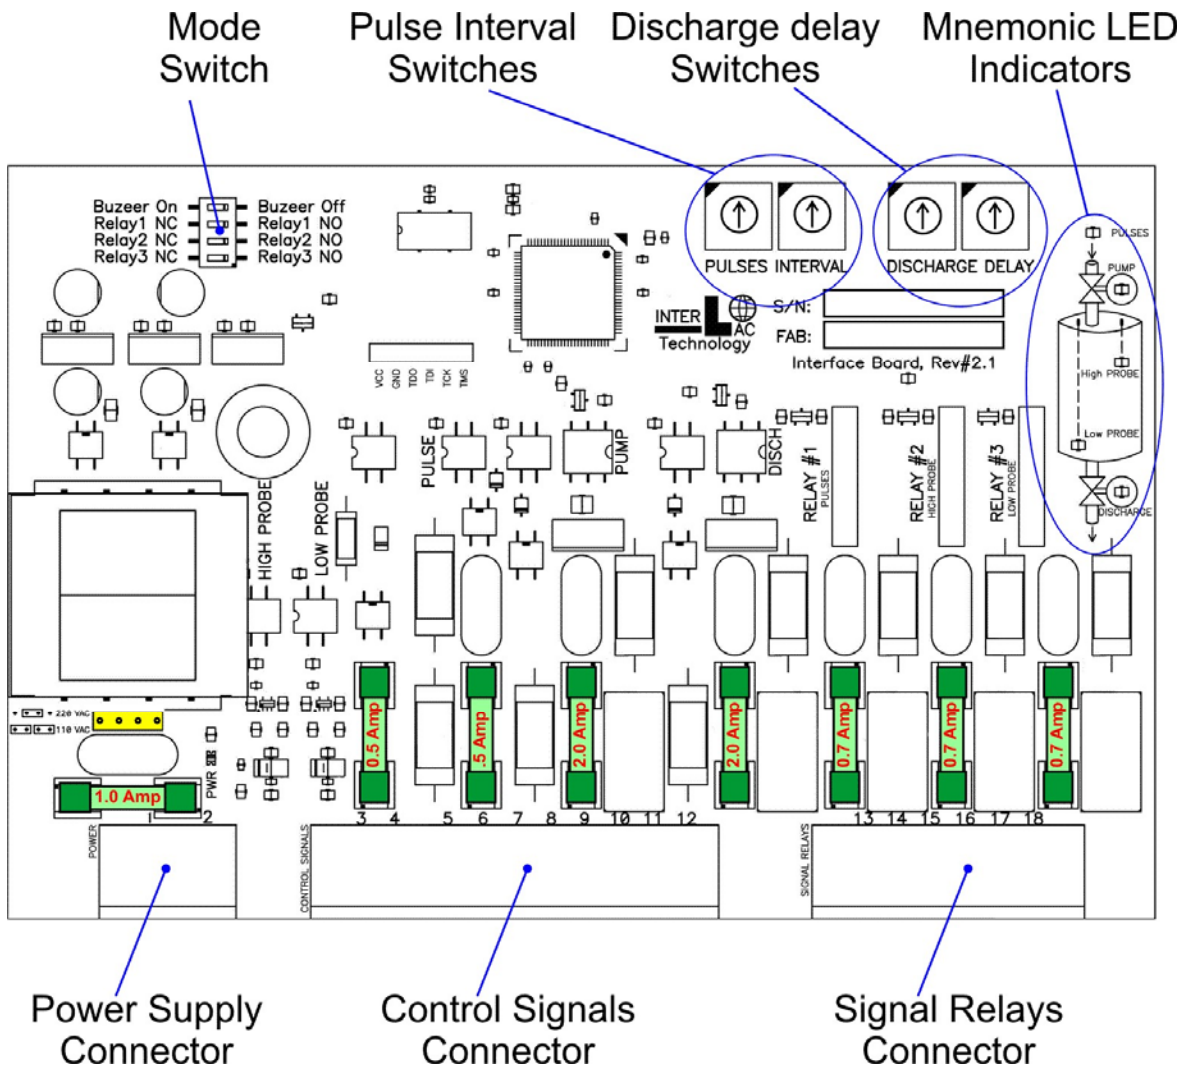 Mode
Switch
Pulse Interval
Switches
Discharge delay
Switches
Mnemonic LED
Indicators
Buzeer On
Buzeer Off
Relay1 NC
Relay1 NO
Relay2 NC
Relay2 NO
Relay3 NC
Relay3 NO
PULSES INTERVAL
DISCHARGE DELAY
PULSES
PUMP
High PROBE
Low PROBE
DISCHARGE
INTER L AC
Technology
S/N:
FAB:
Interface Board, Rev#2.1
VCC
GND
TDO
TDI
TCK
TMS
PULSE
PUMP
DISCH
RELAY #1
PULSES
RELAY #2
HIGH PROBE
RELAY #3
LOW PROBE
HIGH PROBE
LOW PROBE
220 VAC
110 VAC
PWR
1.0 Amp
0.5 Amp
.5 Amp
2.0 Amp
2.0 Amp
0.7 Amp
0.7 Amp
0.7 Amp
1 2
3 4 5 6 7 8 9 10 11 12
13 14 15 16 17 18
POWER
CONTROL SIGNALS
SIGNAL RELAYS
Power Supply
Connector
Control Signals
Connector
Signal Relays
Connector